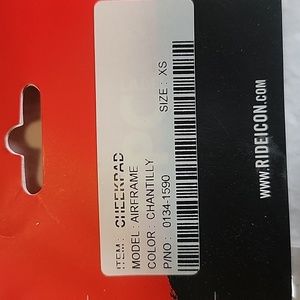 ITEM : CHEEKPAD
MODEL : AIRFRAME
COLOR : CHANTILLY
P/NO : 0134-1590
SIZE : XS
WWW.RIDEICON.COM